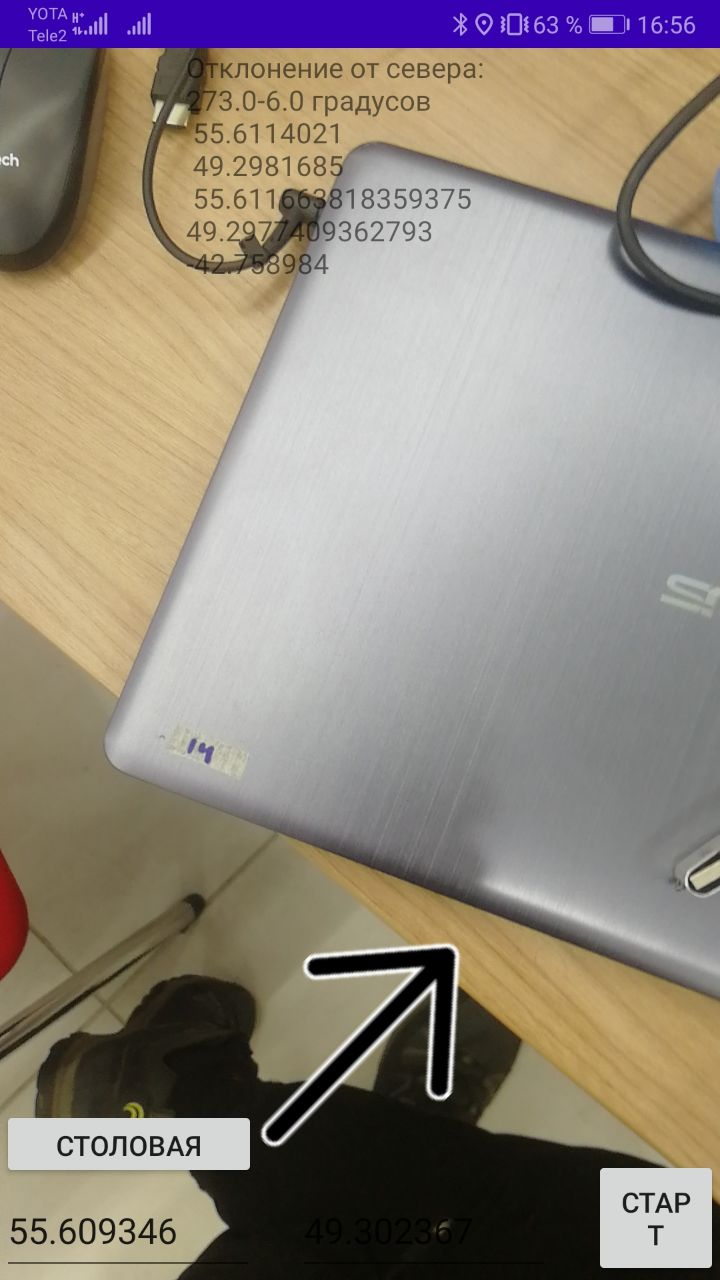 YOTA
Tele2
63 %
16:56
Отклонение от севера:
273.0-6.0 градусов
55.6114021
49.2981685
55.611663818359375
49.2977409362793
-42.758984
ech
14
СТОЛОВАЯ
СТАР
Т
55.609346
49.302367